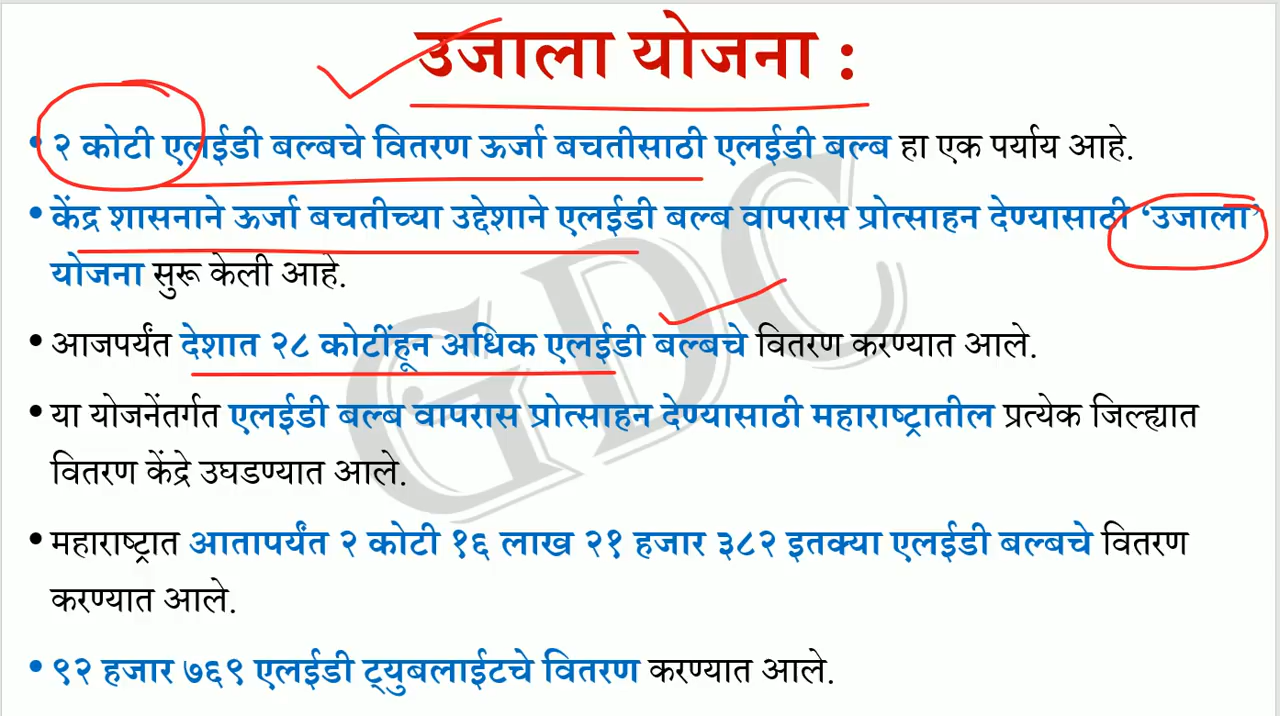 उजाला योजना :
• २ कोटी एलईडी बल्बचे वितरण ऊर्जा बचतीसाठी एलईडी बल्ब हा एक पर्याय आहे.
• केंद्र शासनाने ऊर्जा बचतीच्या उद्देशाने एलईडी बल्ब वापरास प्रोत्साहन देण्यासाठी ‘उजाला’
योजना सुरू केली आहे.
• आजपर्यंत देशात २८ कोटींहून अधिक एलईडी बल्बचे वितरण करण्यात आले.
• या योजनेंतर्गत एलईडी बल्ब वापरास प्रोत्साहन देण्यासाठी महाराष्ट्रातील प्रत्येक जिल्ह्यात
वितरण केंद्रे उघडण्यात आले.
• महाराष्ट्रात आतापर्यंत २ कोटी १६ लाख २१ हजार ३८२ इतक्या एलईडी बल्बचे वितरण
करण्यात आले.
• ९२ हजार ७६९ एलईडी ट्युबलाईटचे वितरण करण्यात आले.
GDC